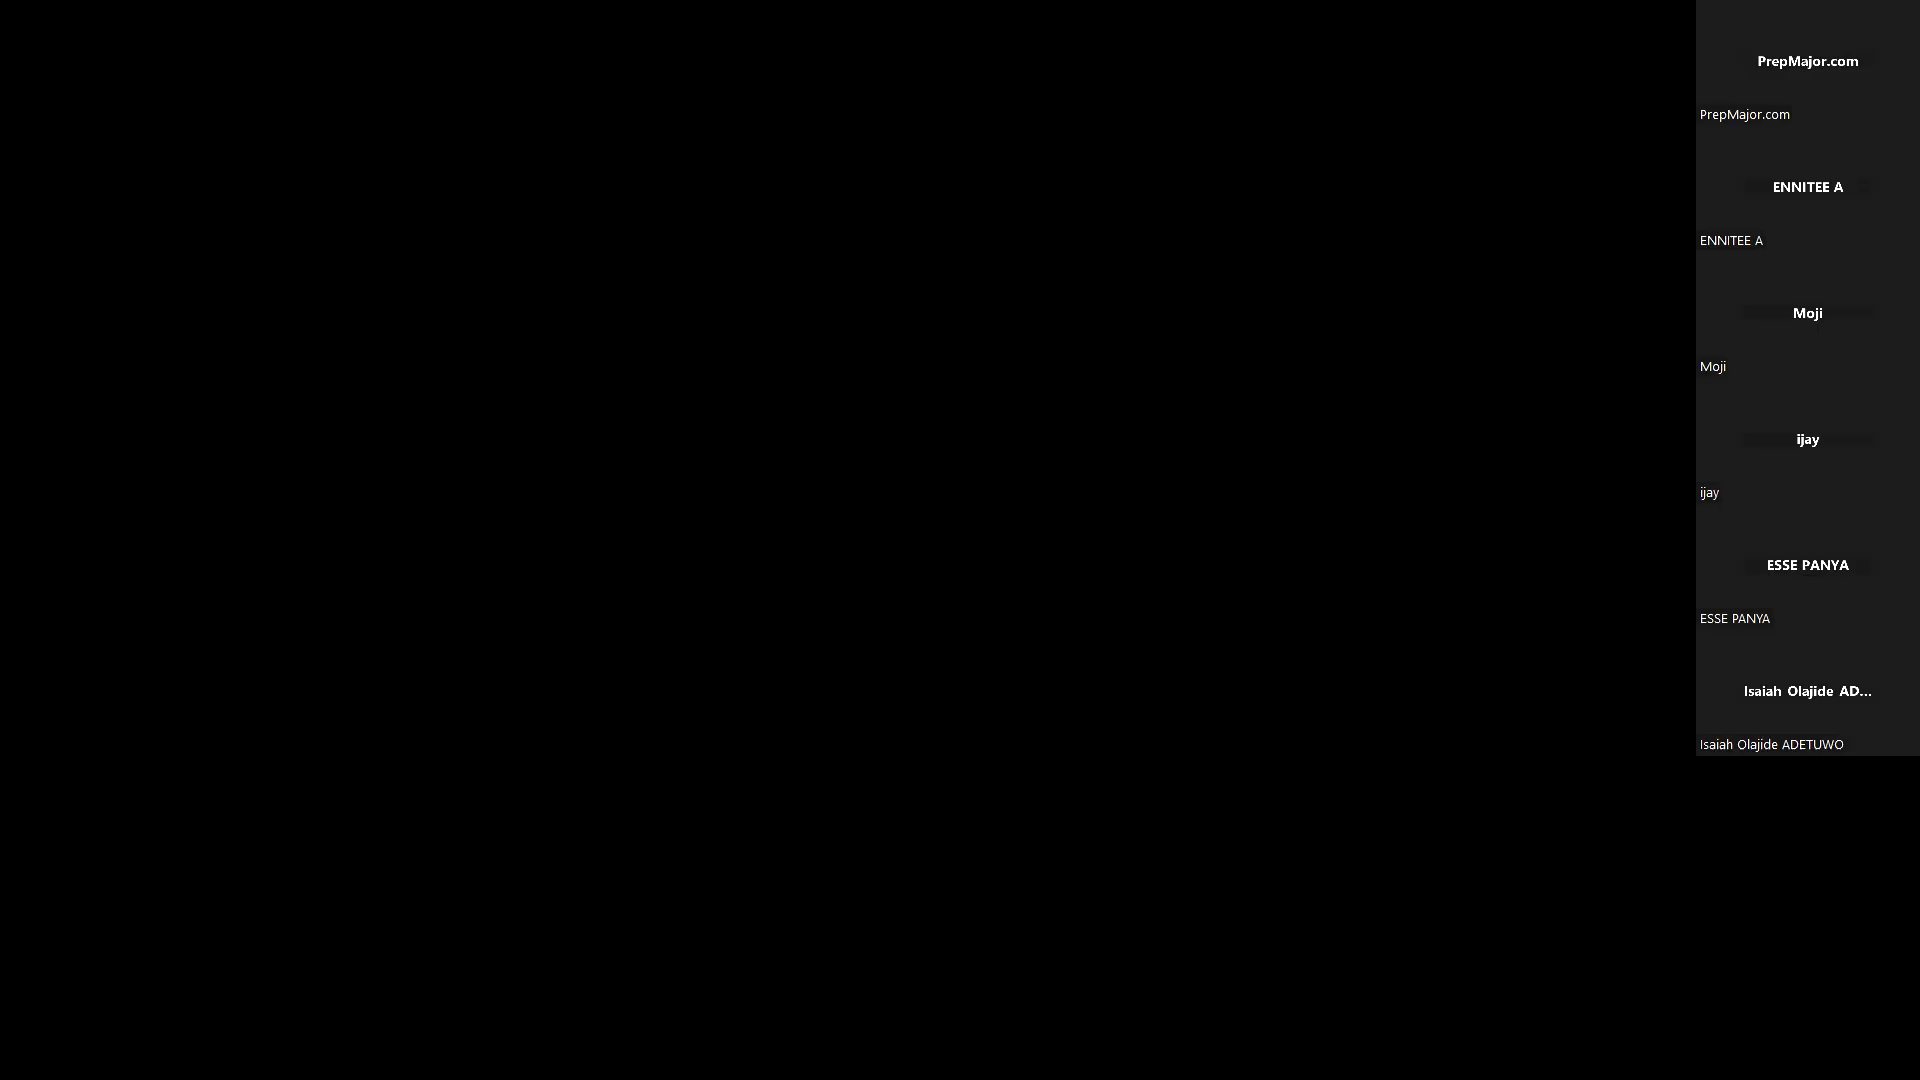 PrepMajor.com
PrepMajor.com
ENNITEE A
ENNITEE A
Moji
Moji
ijay
ijay
ESSE PANYA
ESSE PANYA
Isaiah Olajide AD...
Isaiah Olajide ADETUWO